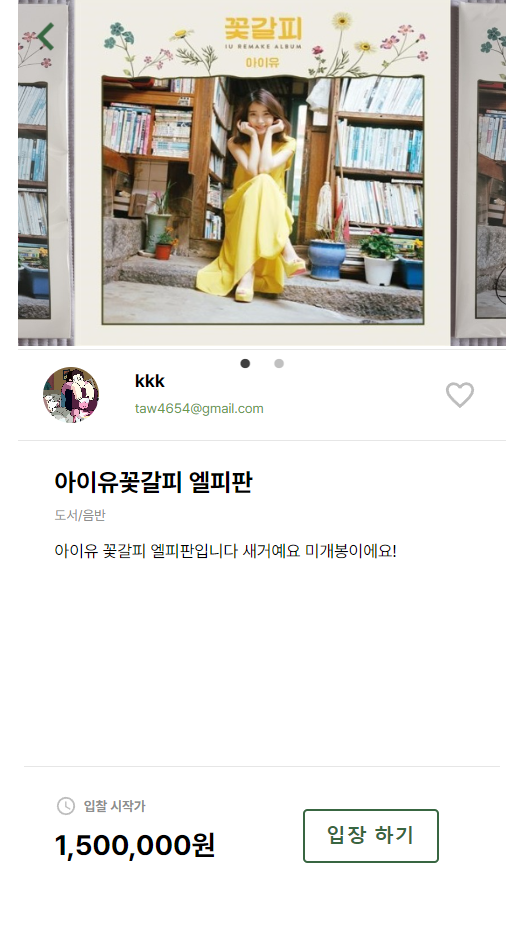 꽃갈피
IU REMAKE ALBUM
아이유
kkk
taw4654@gmail.com
아이유꽃갈피 엘피판
도서/음반
아이유 꽃갈피 엘피판입니다 새거예요 미개봉이에요!
입찰 시작가
1,500,000원
입장 하기